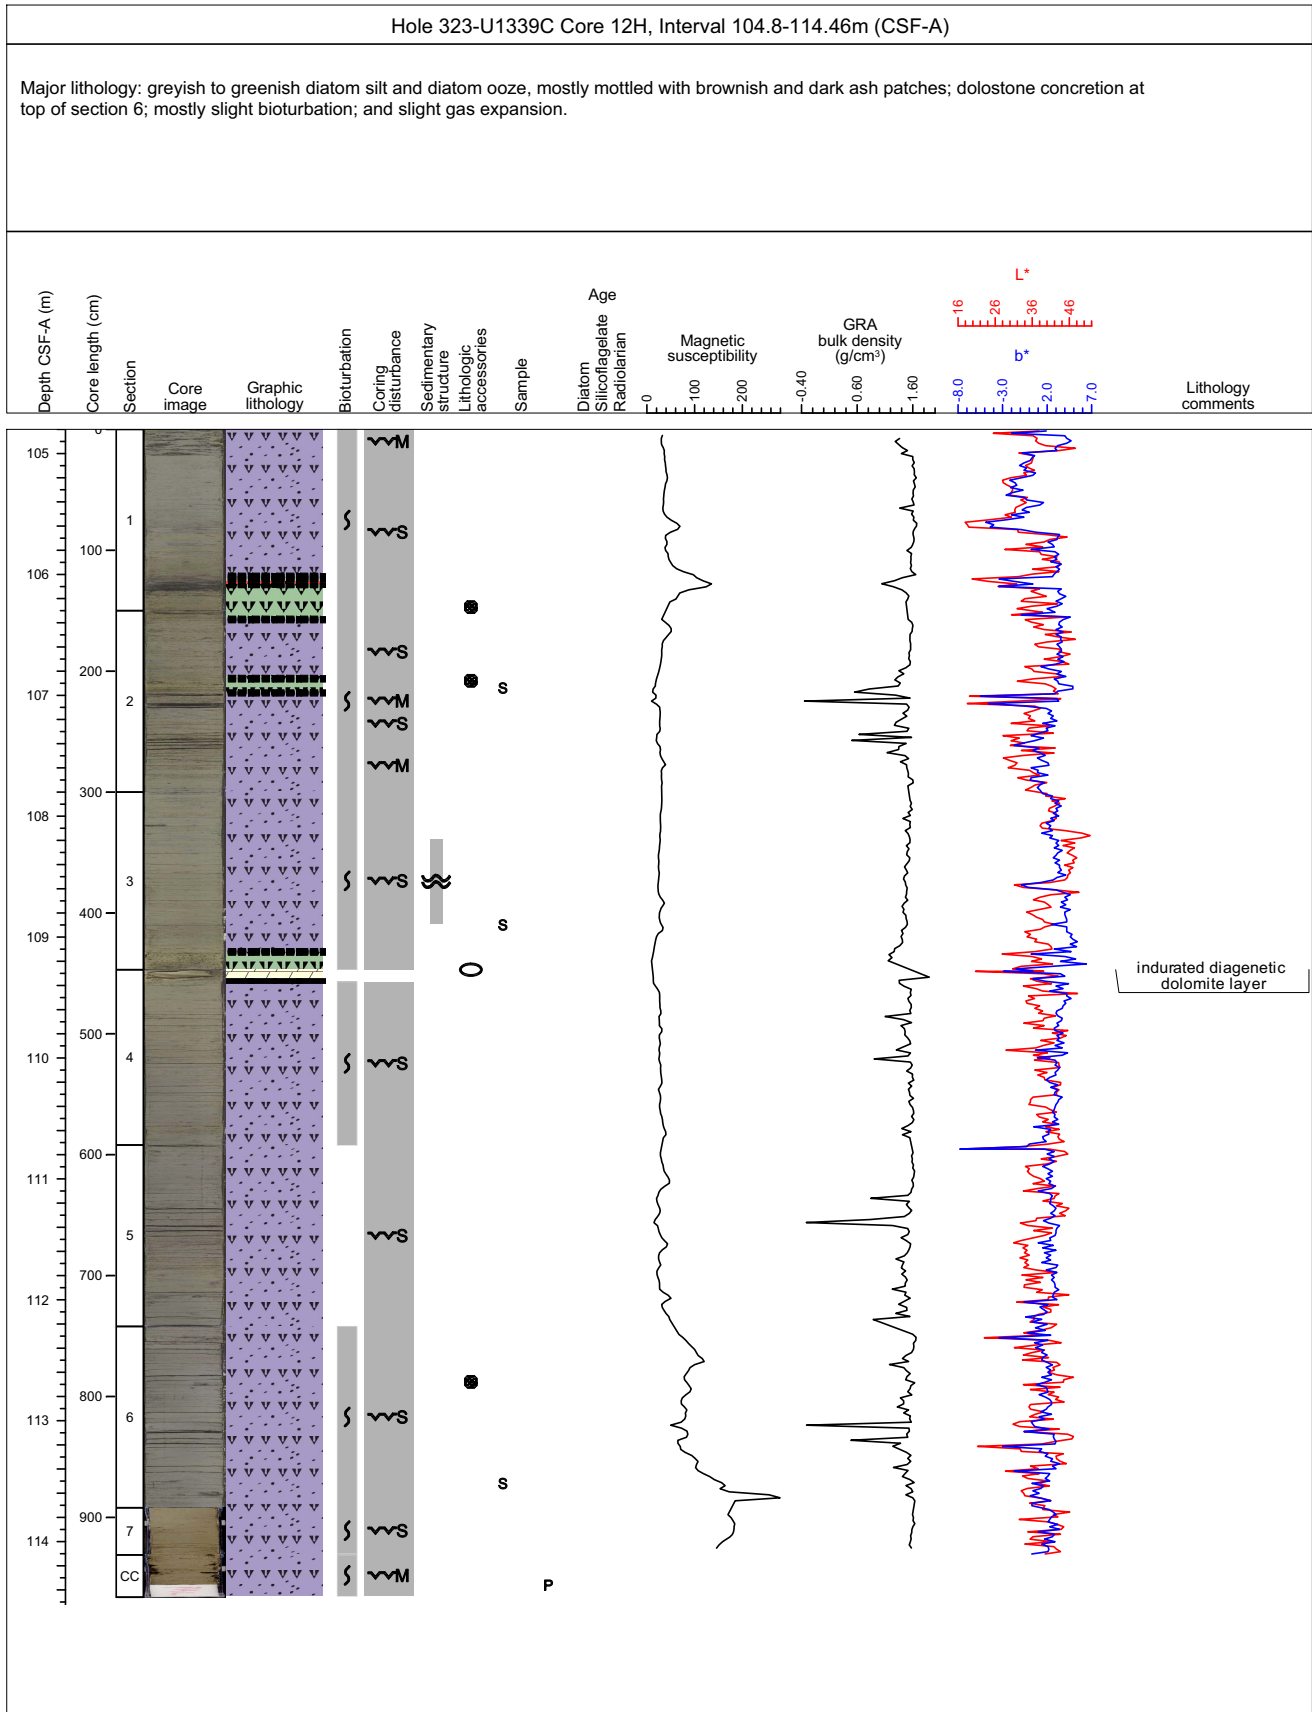 Hole 323-U1339C Core 12H, Interval 104.8-114.46m (CSF-A)
Major lithology: greyish to greenish diatom silt and diatom ooze, mostly mottled with brownish and dark ash patches; dolostone concretion at
top of section 6; mostly slight bioturbation; and slight gas expansion.
Depth CSF-A (m)
Core length (cm)
Section
Core
image
Graphic
lithology
Bioturbation
Coring
disturbance
Sedimentary
structure
Lithologic
accessories
Sample
Age
Diatom
Silicoflagelate
Radiolarian
Magnetic
susceptibility
0 100 200
GRA
bulk density
(g/cm³)
-0.40 0.60 1.60
L*
16 26 36 46
b*
-8.0 -3.0 2.0 7.0
Lithology
comments
0
M
105
1
S
100
106
S
200
S
107
2
M
S
M
300
108
3
S
400
S
109
indurated diagenetic
dolomite layer
500
110
4
S
600
111
5
S
700
112
800
113
6
S
S
900
7
S
114
CC
M
P